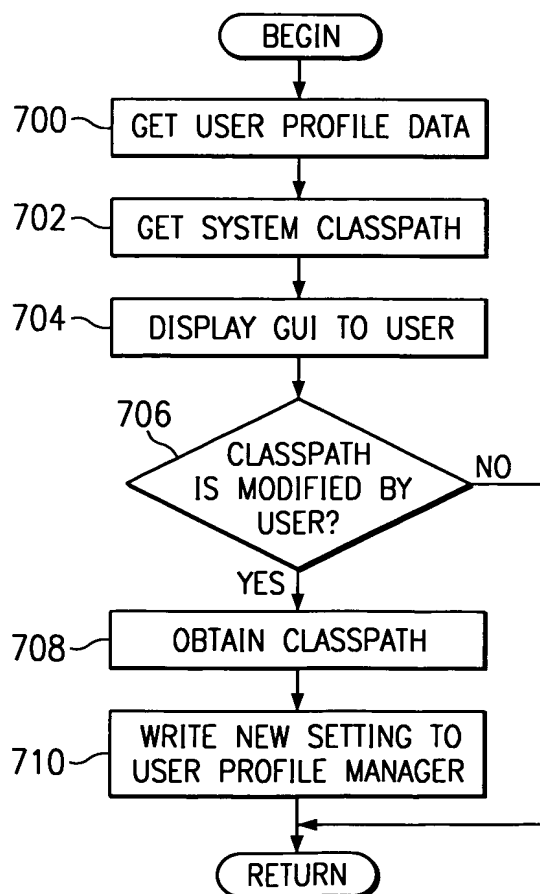 BEGIN
700
GET USER PROFILE DATA
702
GET SYSTEM CLASSPATH
704
DISPLAY GUI TO USER
706
CLASSPATH
IS MODIFIED BY
USER?
NO
YES
708
OBTAIN CLASSPATH
710
WRITE NEW SETTING TO
USER PROFILE MANAGER
RETURN